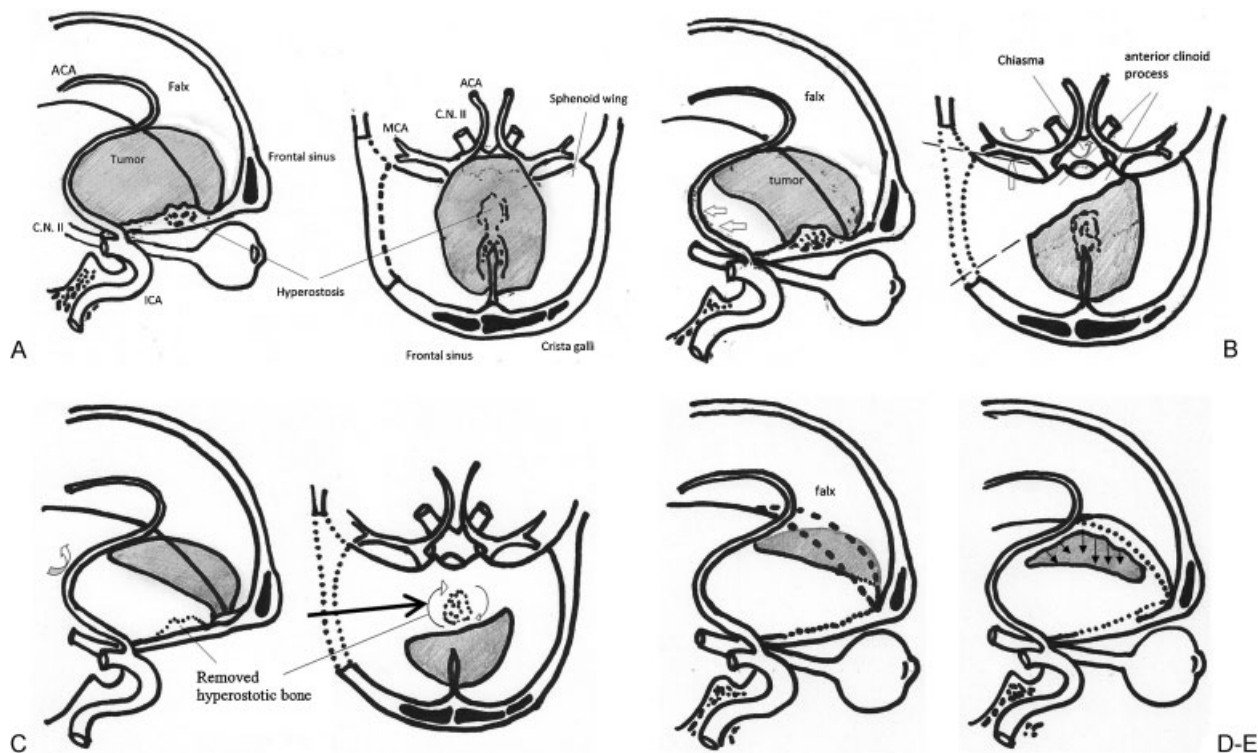 ACA
Falx
Tumor
Frontal sinus
C.N. II
ICA
Hyperostosis
ACA
C.N. II
MCA
Sphenoid wing
Frontal sinus
Crista galli
A
falx
tumor
Chiasma
anterior clinoid
process
B
Removed
hyperostotic bone
C
falx
D-E